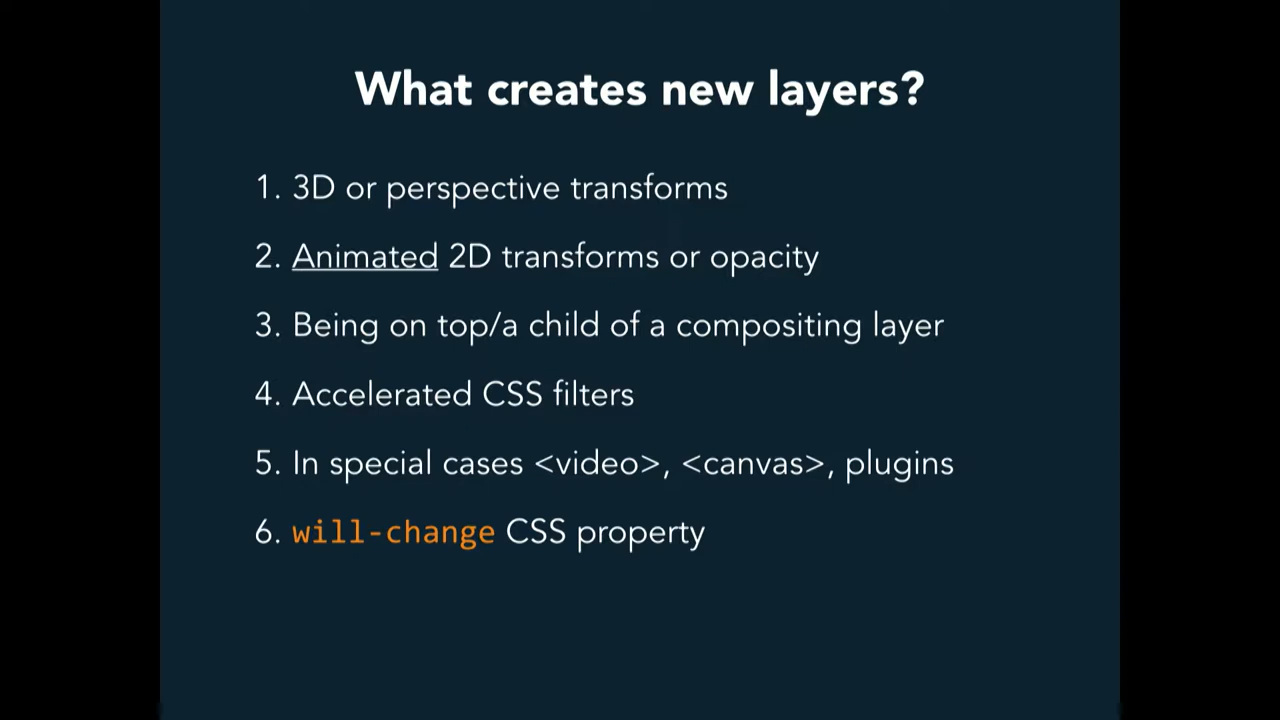 What creates new layers?
1. 3D or perspective transforms
2. Animated 2D transforms or opacity
3. Being on top/a child of a compositing layer
4. Accelerated CSS filters
5. In special cases <video>, <canvas>, plugins
6. will-change CSS property